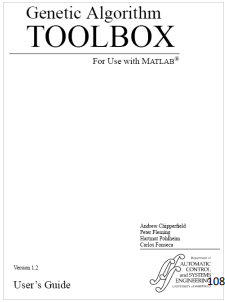 Genetic Algorithm
TOOLBOX
For Use with MATLAB®
Andrew Chipperfield
Peter Fleming
Hartmut Pohlheim
Carlos Fonseca
Version 1.2
User's Guide
Department of
AUTOMATIC
CONTROL
and SYSTEMS
ENGINEERING
108